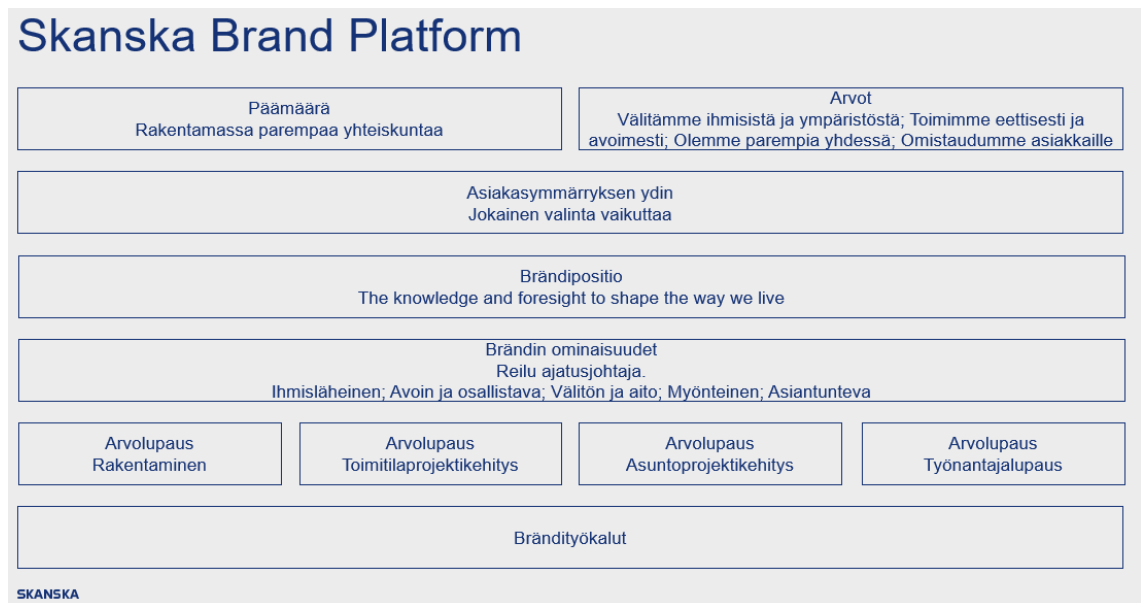 Skanska Brand Platform
Päämäärä
Rakentamassa parempaa yhteiskuntaa
Arvot
Välitämme ihmisistä ja ympäristöstä; Toimimme eettisesti ja
avoimesti; Olemme parempia yhdessä; Omistaudumme asiakkaille
Asiakasymmärryksen ydin
Jokainen valinta vaikuttaa
Brändipositio
The knowledge and foresight to shape the way we live
Brändin ominaisuudet
Reilu ajatusjohtaja.
Ihmisläheinen; Avoin ja osallistava; Välitön ja aito; Myönteinen; Asiantunteva
Arvolupaus
Rakentaminen
Arvolupaus
Toimitilaprojektikehitys
Arvolupaus
Asuntoprojektikehitys
Arvolupaus
Työnantajalupaus
Brändityökalut
SKANSKA